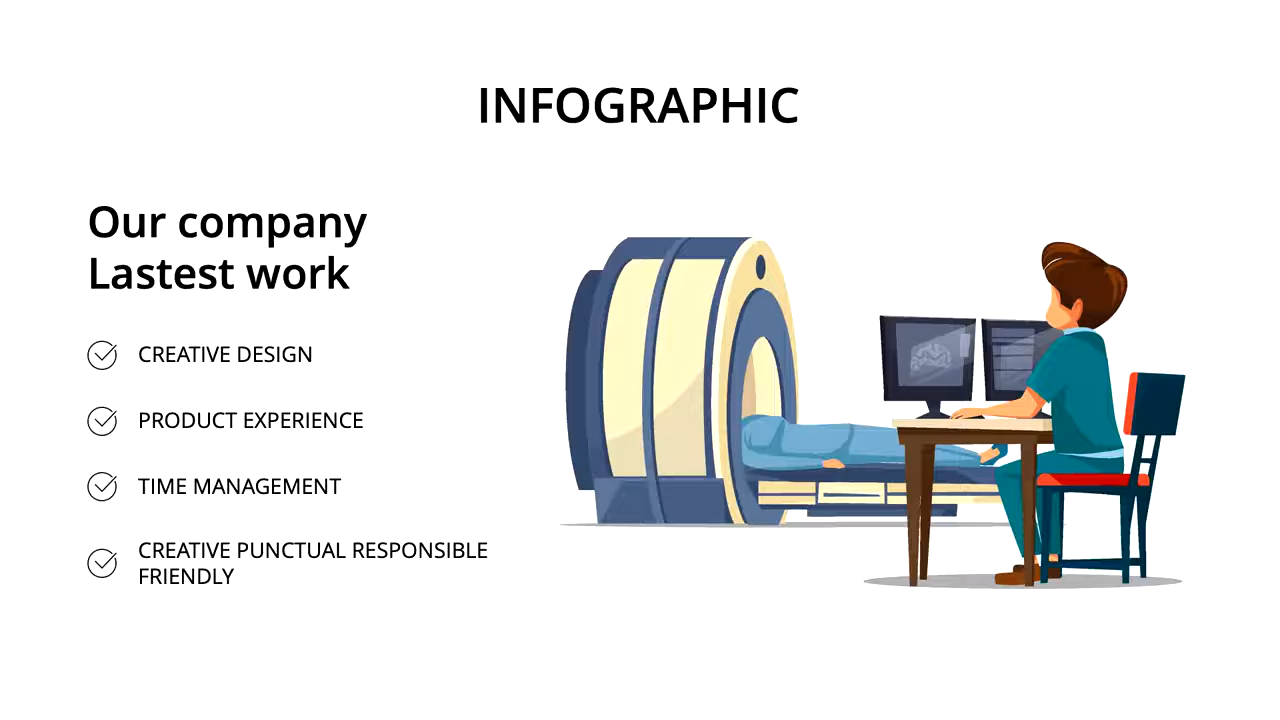 INFOGRAPHIC
Our company
Lastest work
CREATIVE DESIGN
PRODUCT EXPERIENCE
TIME MANAGEMENT
CREATIVE PUNCTUAL RESPONSIBLE
FRIENDLY